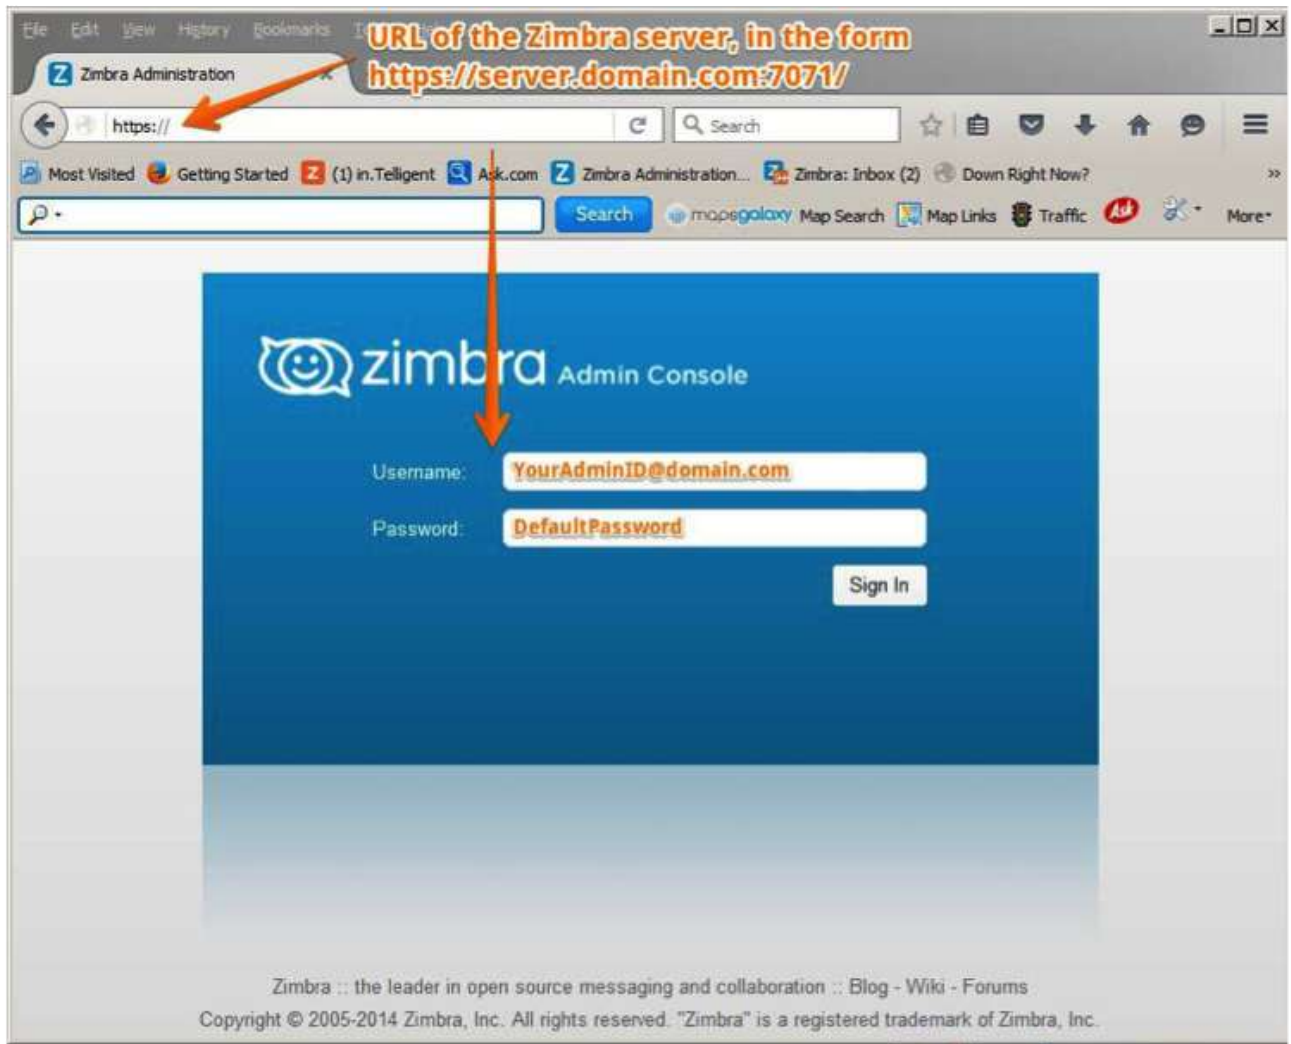 File Edit View History Bookmarks
URL of the Zimbra server, in the form
https://server.domain.com:7071/
Zimbra Administration
https://
Search
Most Visited Getting Started (1) in.Telligent Ask.com Zimbra Administration... Zimbra: Inbox (2) Down Right Now? »
Search mapsgalaxy Map Search Map Links Traffic Ask More
zimbra Admin Console
Username: YourAdminID@domain.com
Password: DefaultPassword
Sign In
Zimbra :: the leader in open source messaging and collaboration :: Blog - Wiki - Forums
Copyright © 2005-2014 Zimbra, Inc. All rights reserved. "Zimbra" is a registered trademark of Zimbra, Inc.